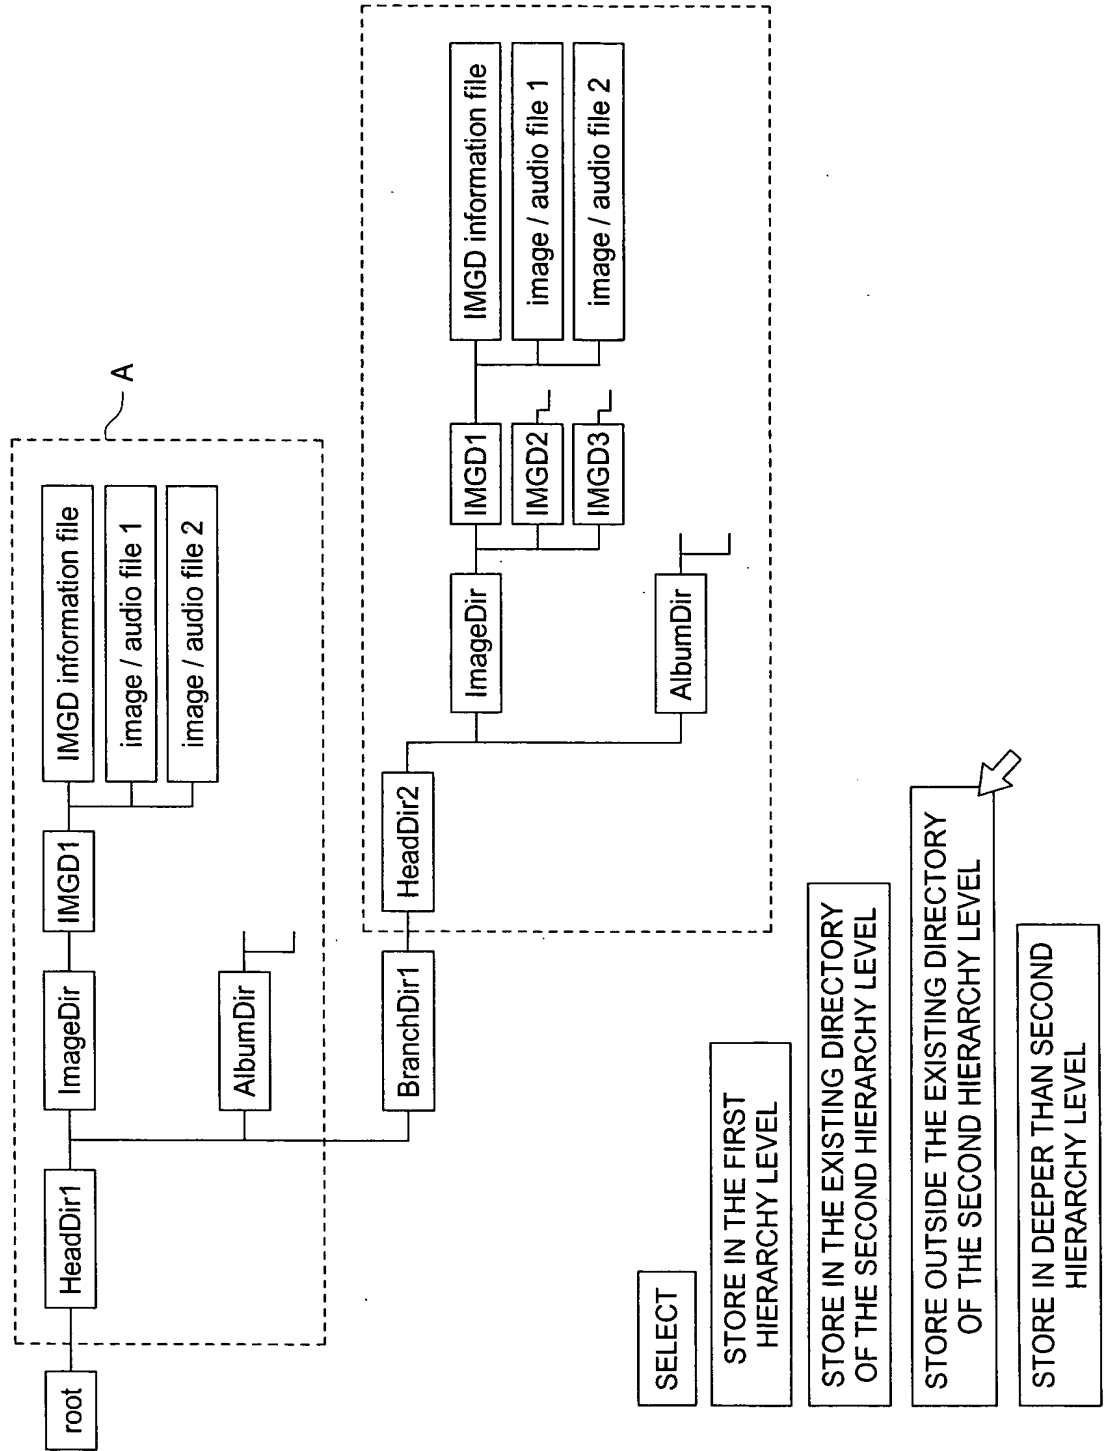 A
root
HeadDir1
ImageDir
IMGD1
IMGD information file
image / audio file 1
image / audio file 2
AlbumDir
BranchDir1
HeadDir2
ImageDir
IMGD1
IMGD2
IMGD3
IMGD information file
image / audio file 1
image / audio file 2
AlbumDir
SELECT
STORE IN THE FIRST
HIERARCHY LEVEL
STORE IN THE EXISTING DIRECTORY
OF THE SECOND HIERARCHY LEVEL
STORE OUTSIDE THE EXISTING DIRECTORY
OF THE SECOND HIERARCHY LEVEL
STORE IN DEEPER THAN SECOND
HIERARCHY LEVEL